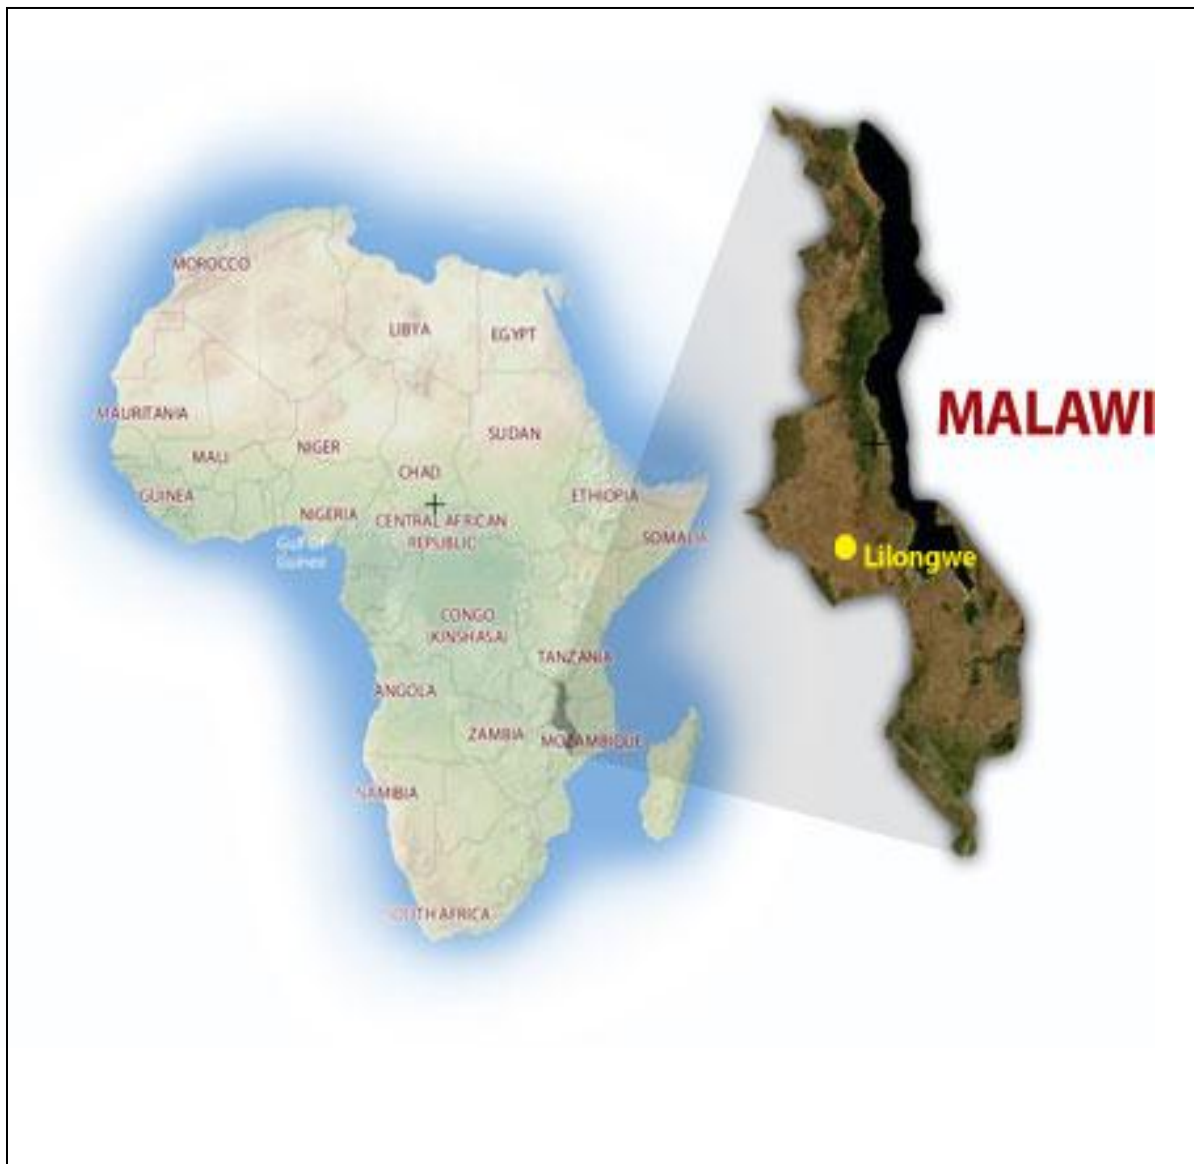 MOROCCO
LIBYA
EGYPT
MAURITANIA
MALI
NIGER
SUDAN
CHAD
GUINEA
NIGERIA
ETHIOPIA
CENTRAL AFRICAN
REPUBLIC
SOMALIA
Gulf of
Guinea
CONGO
(KINSHASA)
TANZANIA
ANGOLA
ZAMBIA
MOZAMBIQUE
NAMIBIA
SOUTH AFRICA
MALAWI
Lilongwe